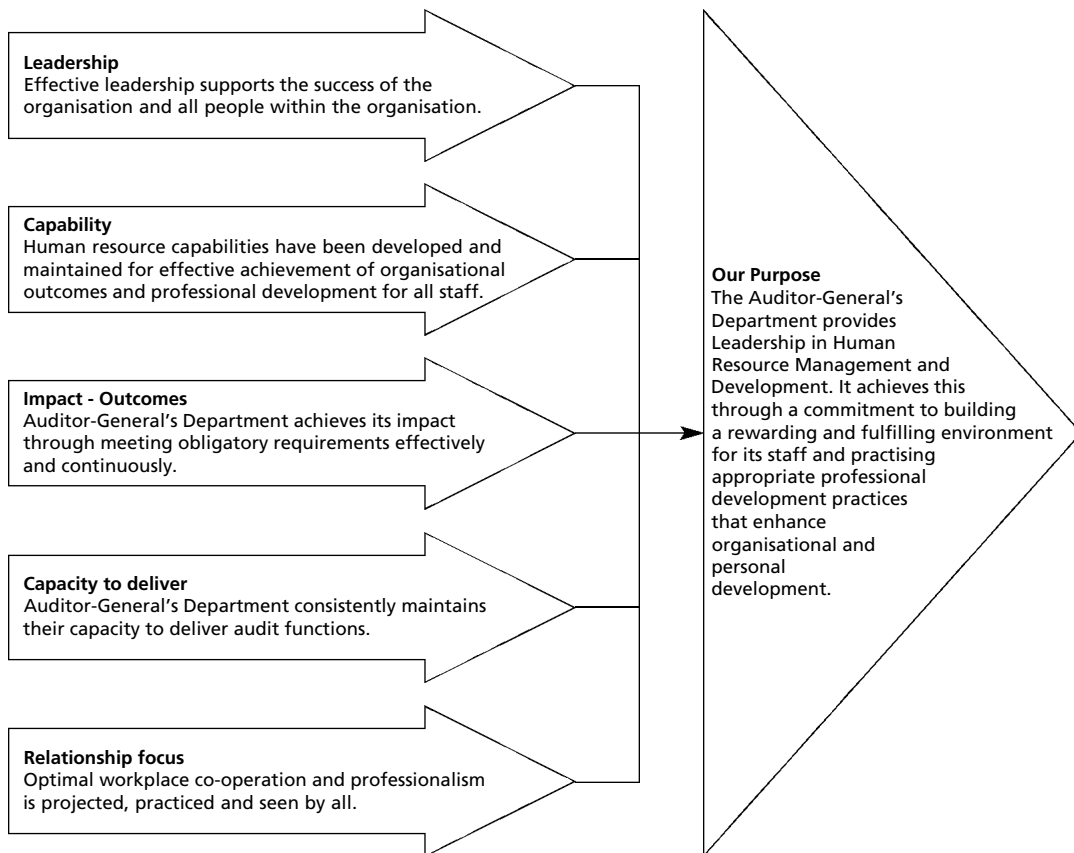 Leadership
Effective leadership supports the success of the
organisation and all people within the organisation.
Capability
Human resource capabilities have been developed and
maintained for effective achievement of organisational
outcomes and professional development for all staff.
Impact - Outcomes
Auditor-General's Department achieves its impact
through meeting obligatory requirements effectively
and continuously.
Capacity to deliver
Auditor-General's Department consistently maintains
their capacity to deliver audit functions.
Relationship focus
Optimal workplace co-operation and professionalism
is projected, practiced and seen by all.
Our Purpose
The Auditor-General's
Department provides
Leadership in Human
Resource Management and
Development. It achieves this
through a commitment to building
a rewarding and fulfilling environment
for its staff and practising
appropriate professional
development practices
that enhance
organisational and
personal
development.